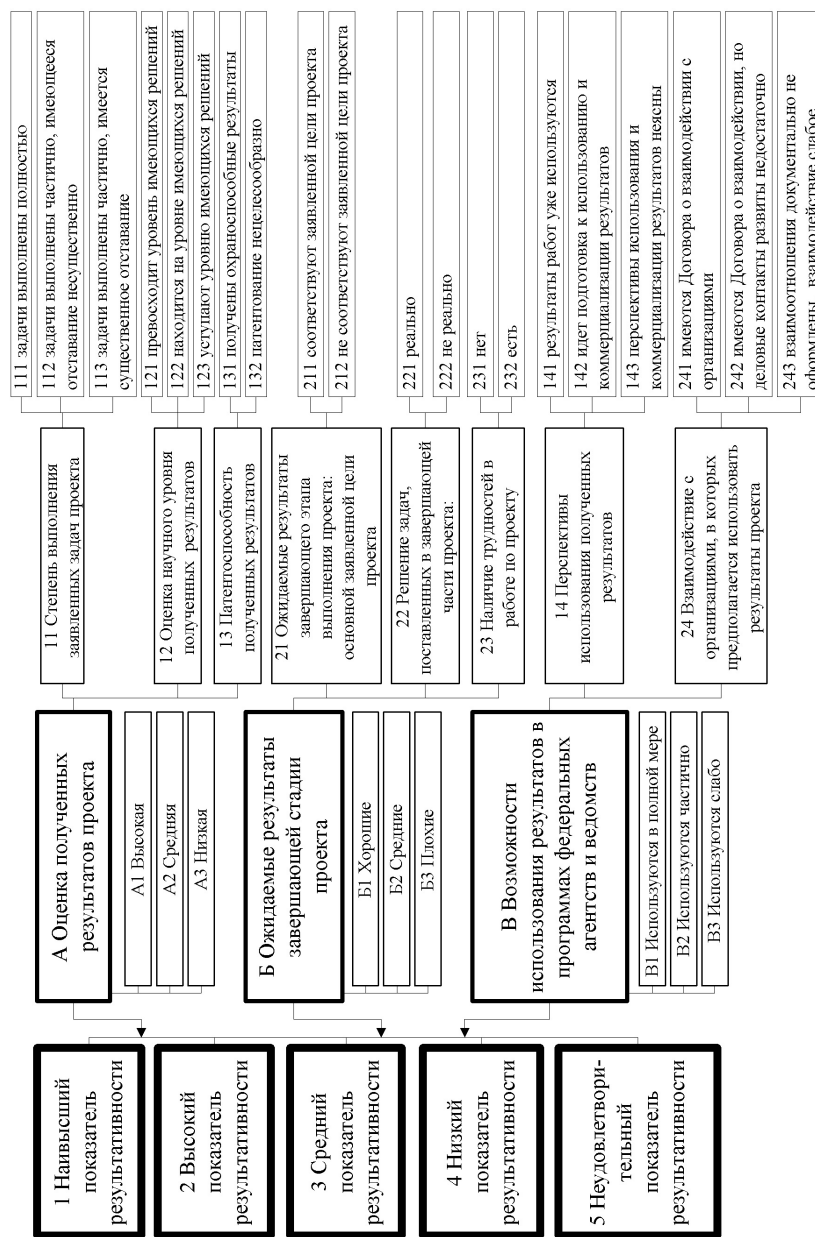 1 Наивысший
показатель
результативности
2 Высокий
показатель
результативности
3 Средний
показатель
результативности
4 Низкий
показатель
результативности
5 Неудовлетвори-
тельный
показатель
результативности
А Оценка полученных
результатов проекта
А1 Высокая
А2 Средняя
А3 Низкая
Б Ожидаемые результаты
завершающей стадии
проекта
Б1 Хорошие
Б2 Средние
Б3 Плохие
В Возможности
использования результатов в
программах федеральных
агентств и ведомств
В1 Используются в полной мере
В2 Используются частично
В3 Используются слабо
11 Степень выполнения
заявленных задач проекта
12 Оценка научного уровня
полученных результатов
13 Патентоспособность
полученных результатов
21 Ожидаемые результаты
завершающего этапа
выполнения проекта:
основной заявленной цели
проекта
22 Решение задач,
поставленных в завершающей
части проекта:
23 Наличие трудностей в
работе по проекту
14 Перспективы
использования полученных
результатов
24 Взаимодействие с
организациями, в которых
предполагается использовать
результаты проекта
111 задачи выполнены полностью
112 задачи выполнены частично, имеющееся
отставание несущественно
113 задачи выполнены частично, имеется
существенное отставание
121 превосходит уровень имеющихся решений
122 находится на уровне имеющихся решений
123 уступают уровню имеющихся решений
131 получены охраноспособные результаты
132 патентование нецелесообразно
211 соответствуют заявленной цели проекта
212 не соответствуют заявленной цели проекта
221 реально
222 не реально
231 нет
232 есть
141 результаты работ уже используются
142 идет подготовка к использованию и
коммерциализации результатов
143 перспективы использования и
коммерциализации результатов неясны
241 имеются Договора о взаимодействии с
организациями
242 имеются Договора о взаимодействии, но
деловые контакты развиты недостаточно
243 взаимоотношения документально не
оформлены, взаимодействие слабое